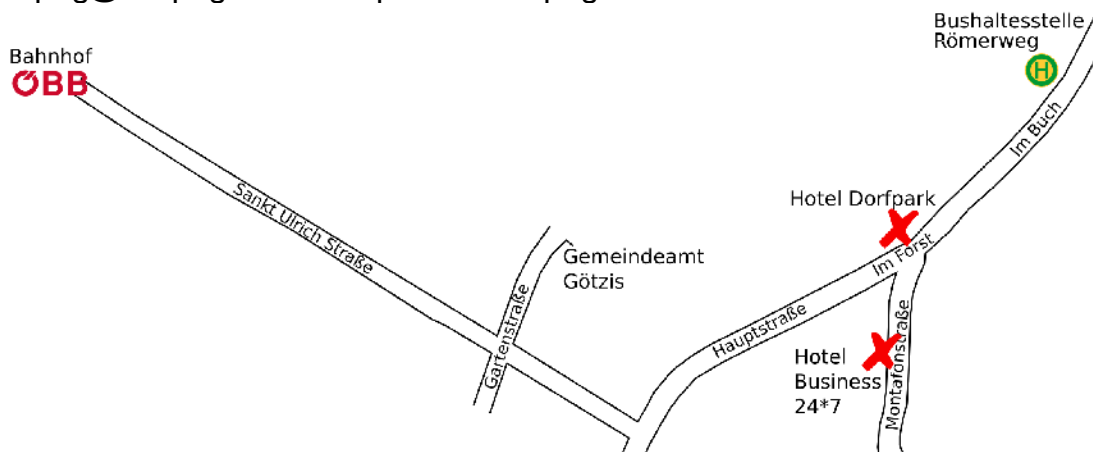 Bushaltesstelle
Römerweg
H
Bahnhof
ÖBB
Im Buch
Sankt Ulrich Straße
Hotel Dorfpark
Im Forst
Gemeindeamt
Götzis
Gartenstraße
Hauptstraße
Montafonstraße
Hotel
Business
24*7